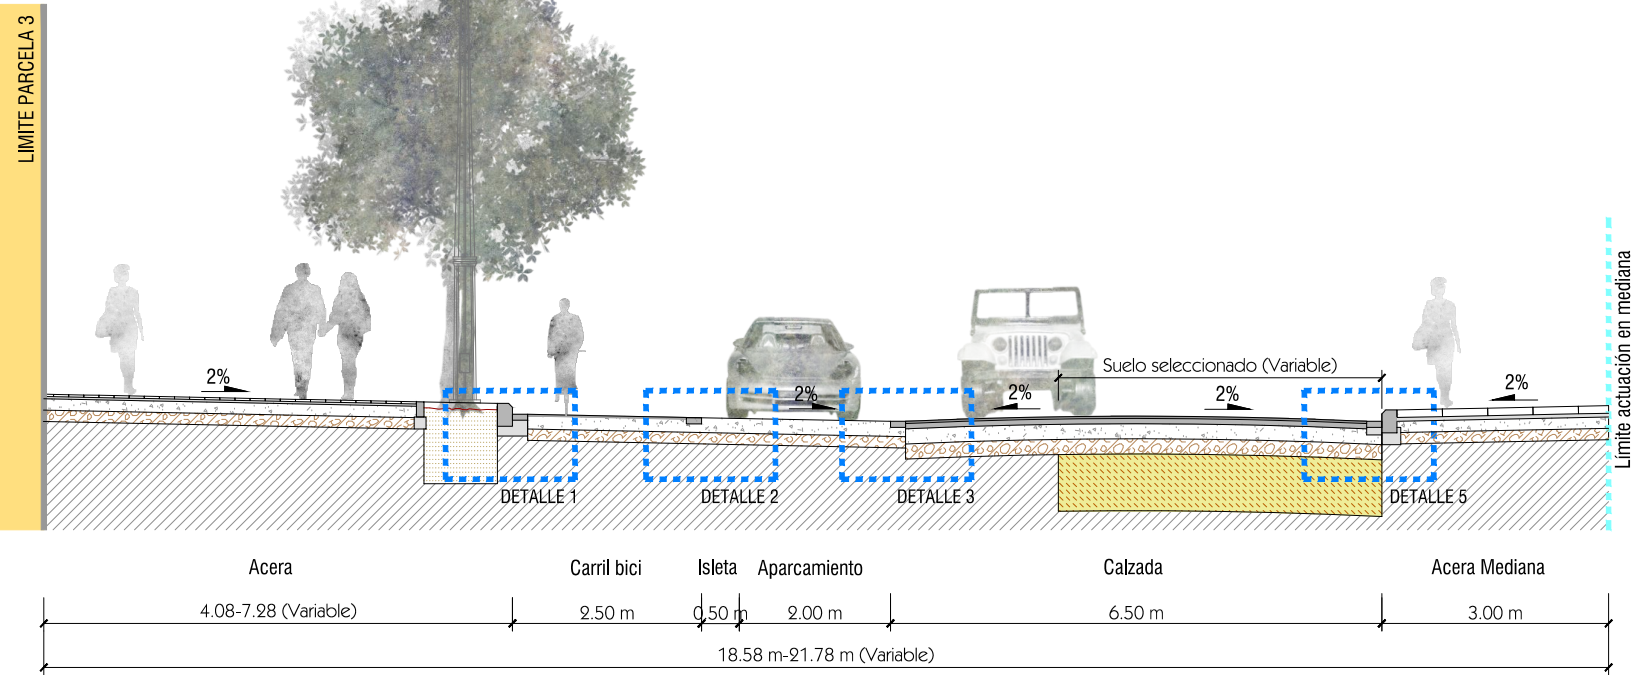 LIMITE PARCELA 3
Límite actuación en mediana
Suelo seleccionado (Variable)
2%
2%
2%
2%
2%
DETALLE 1
DETALLE 2
DETALLE 3
DETALLE 5
Acera
Carril bici
Isleta
Aparcamiento
Calzada
Acera Mediana
4.08-7.28 (Variable)
2.50 m
0.50 m
2.00 m
6.50 m
3.00 m
18.58 m-21.78 m (Variable)